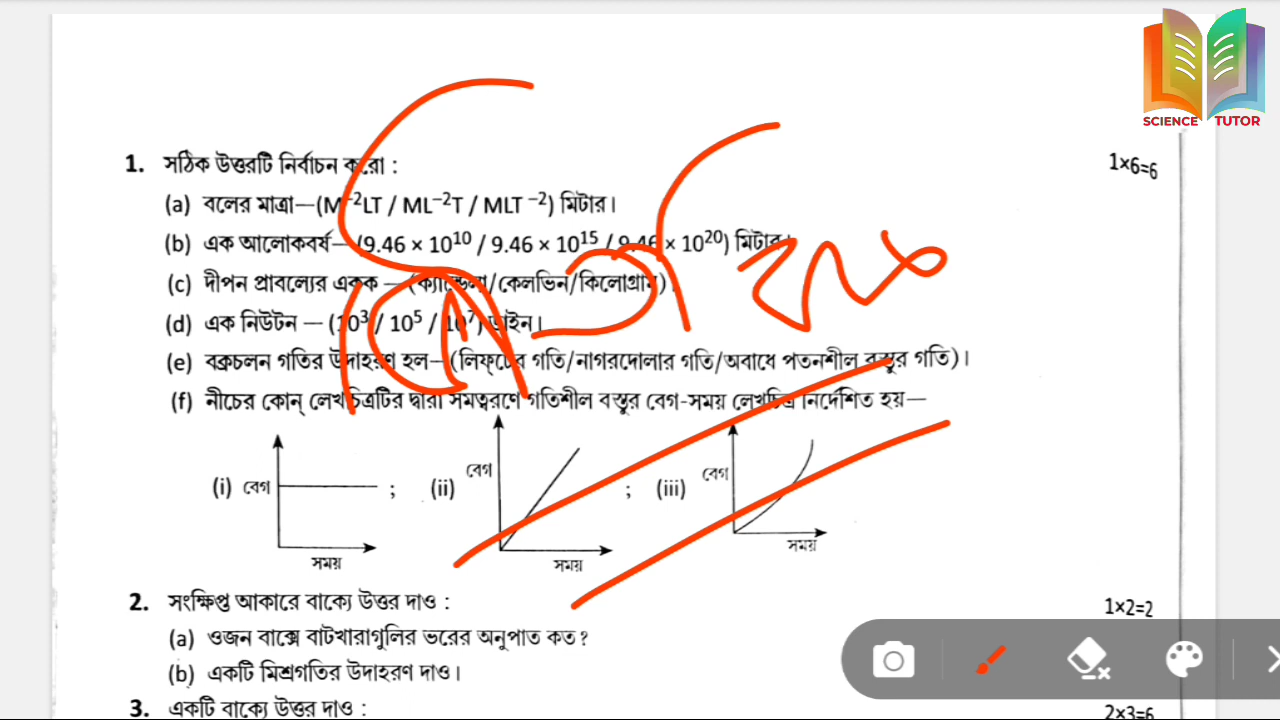 SCIENCE TUTOR
1. সঠিক উত্তরটি নির্বাচন করো : 1×6=6
(a) বলের মাত্রা—(M⁻²LT / ML⁻²T / MLT ⁻²) মিটার।
(b) এক আলোকবর্ষ—(9.46 × 10¹⁰ / 9.46 × 10¹⁵ / 9.46 × 10²⁰) মিটার।
(c) দীপন প্রাবল্যের একক —(ক্যান্ডেলা/কেলভিন/কিলোগ্রাম)।
(d) এক নিউটন — (10³ / 10⁵ / 10⁷) ডাইন।
(e) বক্রচলন গতির উদাহরণ হল—(লিফ্‌টের গতি/নাগরদোলার গতি/অবাধে পতনশীল বস্তুর গতি)।
(f) নীচের কোন্ লেখচিত্রটির দ্বারা সমত্বরণে গতিশীল বস্তুর বেগ-সময় লেখচিত্র নির্দেশিত হয়—
(i) বেগ সময় ; (ii) বেগ সময় ; (iii) বেগ সময়
2. সংক্ষিপ্ত আকারে বাক্যে উত্তর দাও : 1×2=2
(a) ওজন বাক্সে বাটখারাগুলির ভরের অনুপাত কত?
(b) একটি মিশ্রগতির উদাহরণ দাও।
3. একটি বাক্যে উত্তর দাও : 2×3=6